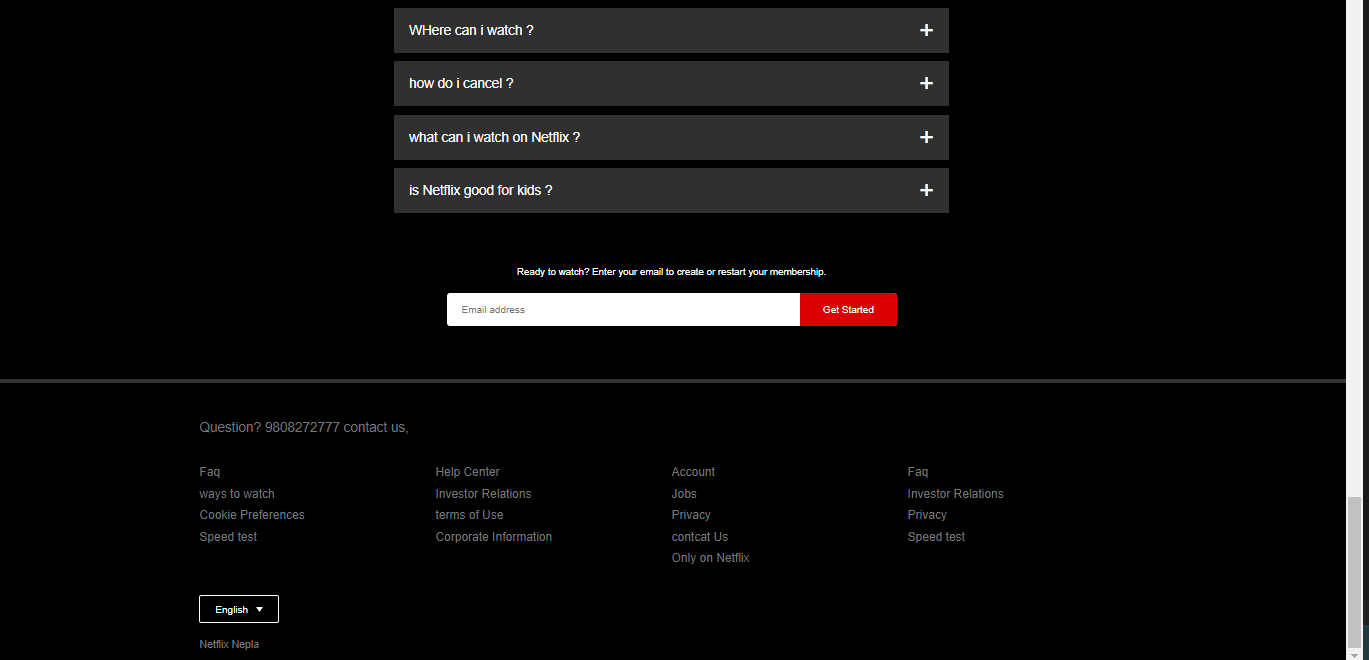 WHere can i watch ?
how do i cancel ?
what can i watch on Netflix ?
is Netflix good for kids ?
Ready to watch? Enter your email to create or restart your membership.
Email address
Get Started
Question? 9808272777 contact us,
Faq
ways to watch
Cookie Preferences
Speed test
Help Center
Investor Relations
terms of Use
Corporate Information
Account
Jobs
Privacy
contcat Us
Only on Netflix
Faq
Investor Relations
Privacy
Speed test
English
Netflix Nepla